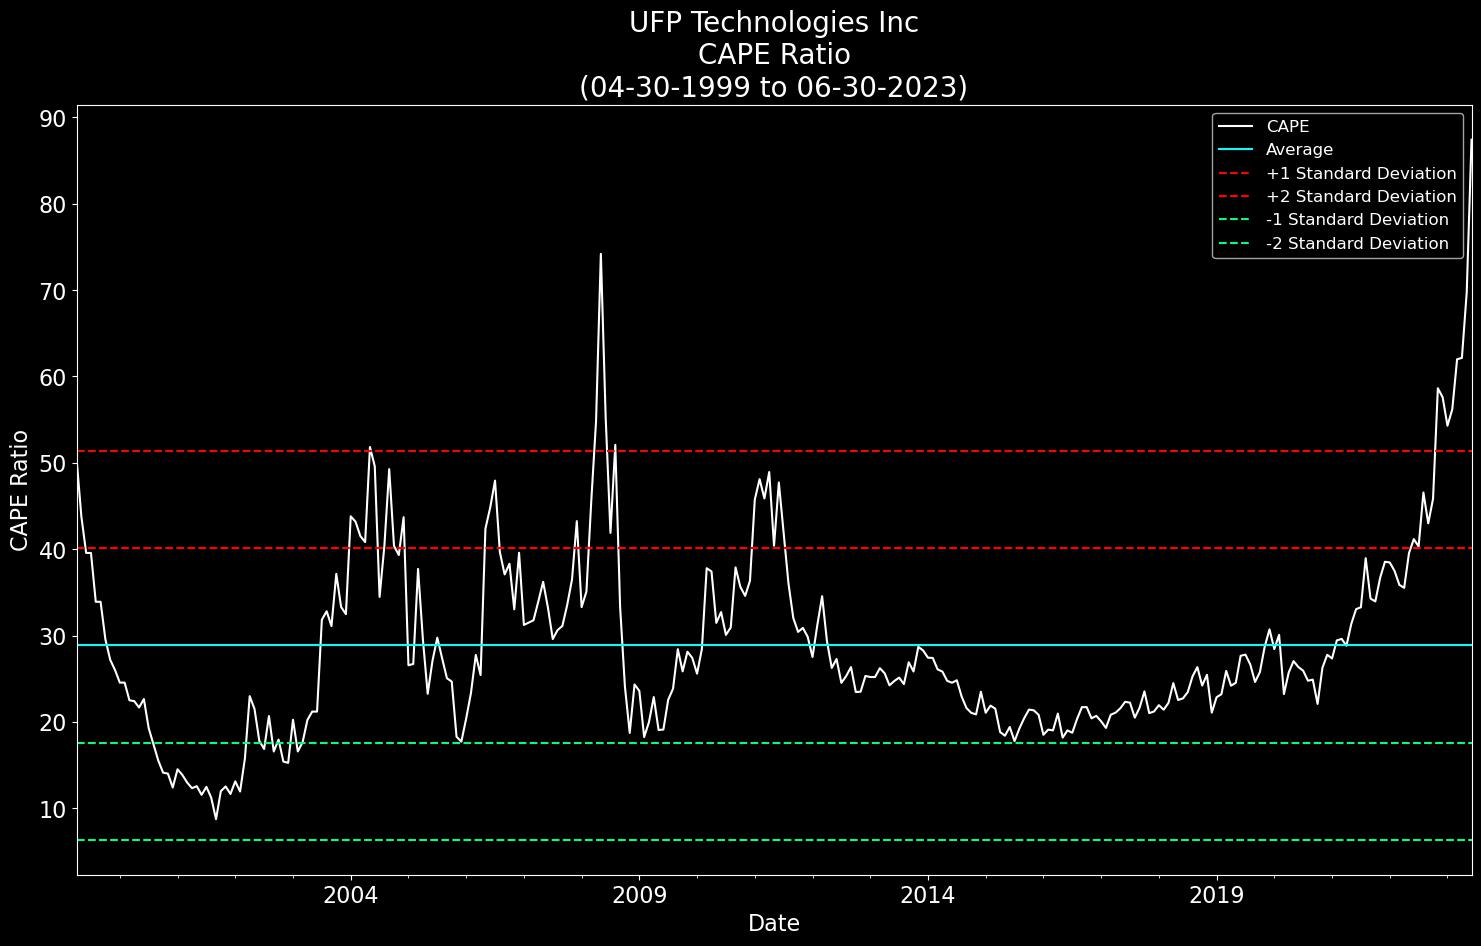 UFP Technologies Inc
CAPE Ratio
(04-30-1999 to 06-30-2023)
CAPE
Average
+1 Standard Deviation
+2 Standard Deviation
-1 Standard Deviation
-2 Standard Deviation
CAPE Ratio
90
80
70
60
50
40
30
20
10
2004
2009
2014
2019
Date